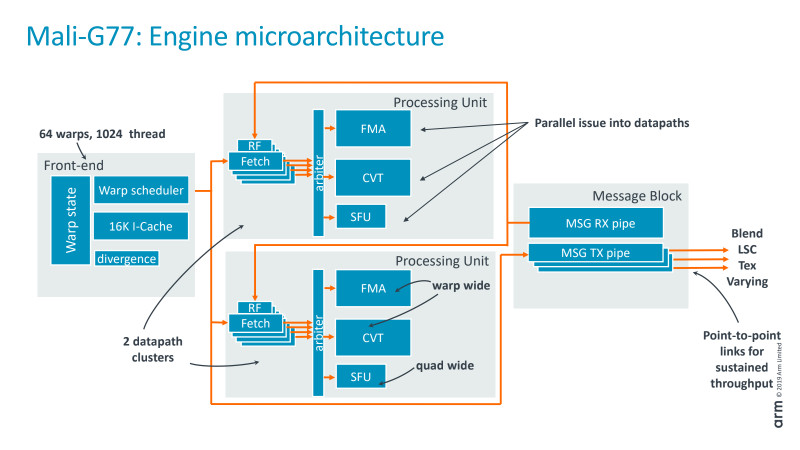 Mali-G77: Engine microarchitecture
64 warps, 1024 thread
Front-end
Warp state
Warp scheduler
16K I-Cache
divergence
2 datapath
clusters
Processing Unit
RF
Fetch
arbiter
FMA
CVT
SFU
Parallel issue into datapaths
Processing Unit
RF
Fetch
arbiter
FMA
CVT
SFU
warp wide
quad wide
Message Block
MSG RX pipe
MSG TX pipe
Blend
LSC
Tex
Varying
Point-to-point
links for
sustained
throughput
arm © 2019 Arm Limited